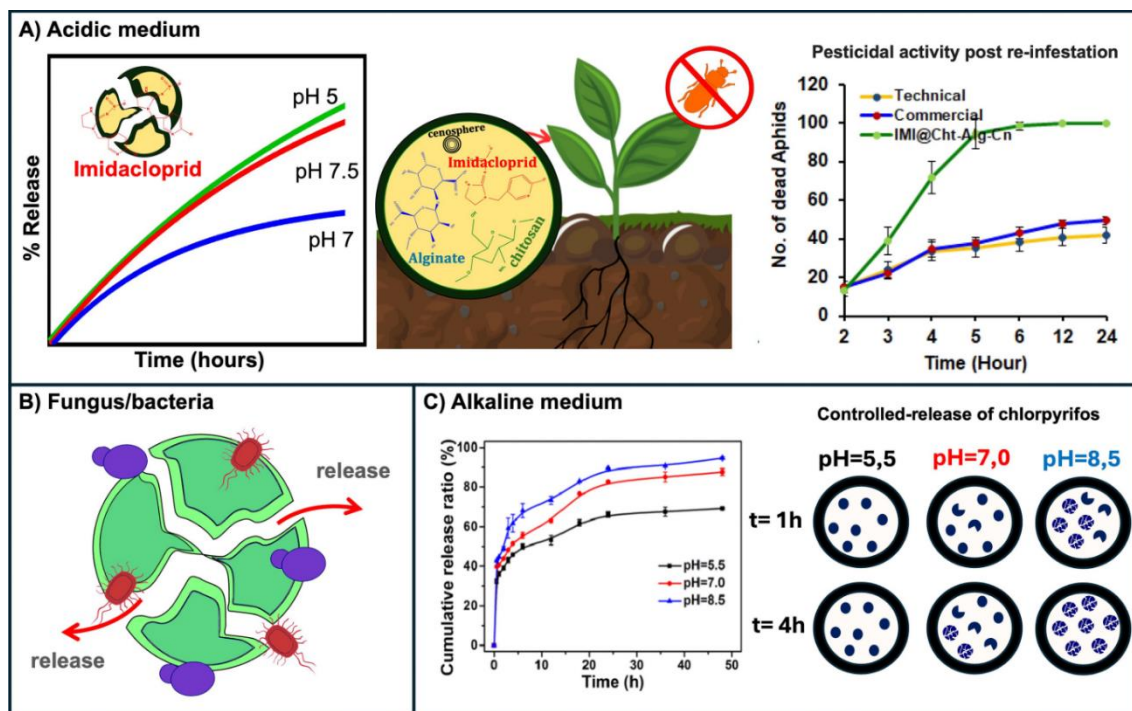 A) Acidic medium
% Release
Time (hours)
Imidacloprid
pH 5
pH 7.5
pH 7
cenosphere
Imidacloprid
Alginate
chitosan
Pesticidal activity post re-infestation
No. of dead Aphids
120
100
80
60
40
20
0
Technical
Commercial
IMI@Cht-Alg-Cn
2 3 4 5 6 12 24
Time (Hour)
B) Fungus/bacteria
release
release
C) Alkaline medium
Cumulative release ratio (%)
100
80
60
40
20
0
pH=5.5
pH=7.0
pH=8.5
0 10 20 30 40 50
Time (h)
Controlled-release of chlorpyrifos
pH=5,5 pH=7,0 pH=8,5
t= 1h
t= 4h